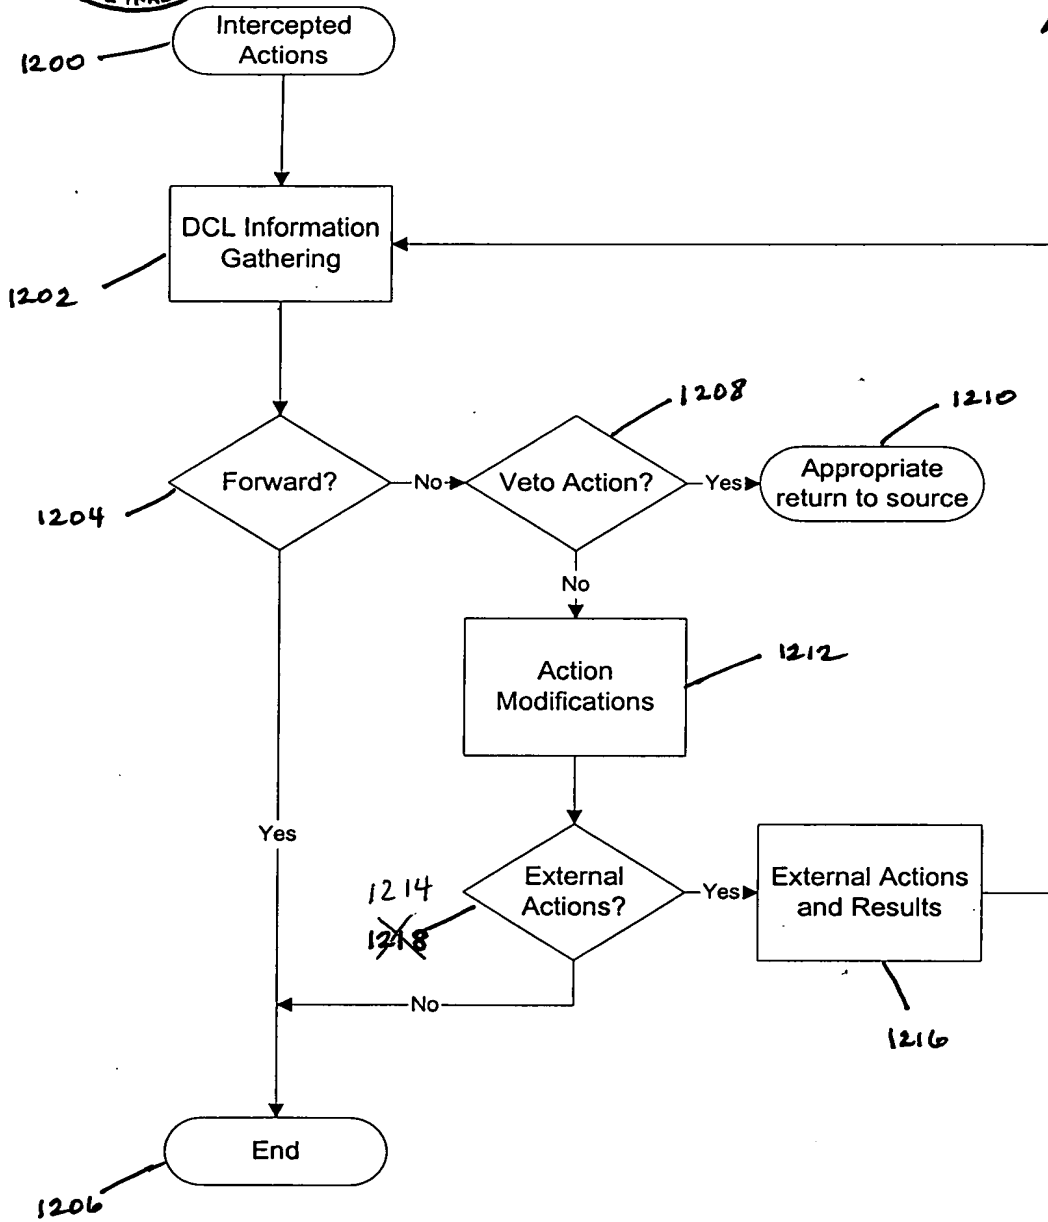 Intercepted
Actions
1200
DCL Information
Gathering
1202
1208
1210
Forward?
No
Veto Action?
Yes
Appropriate
return to source
1204
No
Action
Modifications
1212
Yes
1214
1218
External
Actions?
Yes
External Actions
and Results
No
1216
End
1206